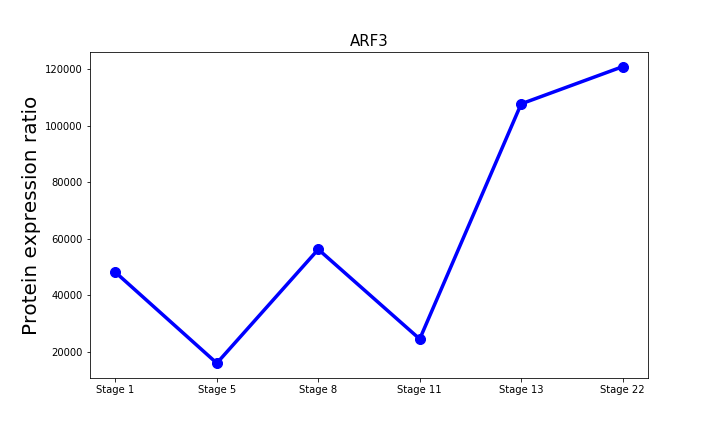 ARF3
Protein expression ratio
120000
100000
80000
60000
40000
20000
Stage 1 Stage 5 Stage 8 Stage 11 Stage 13 Stage 22